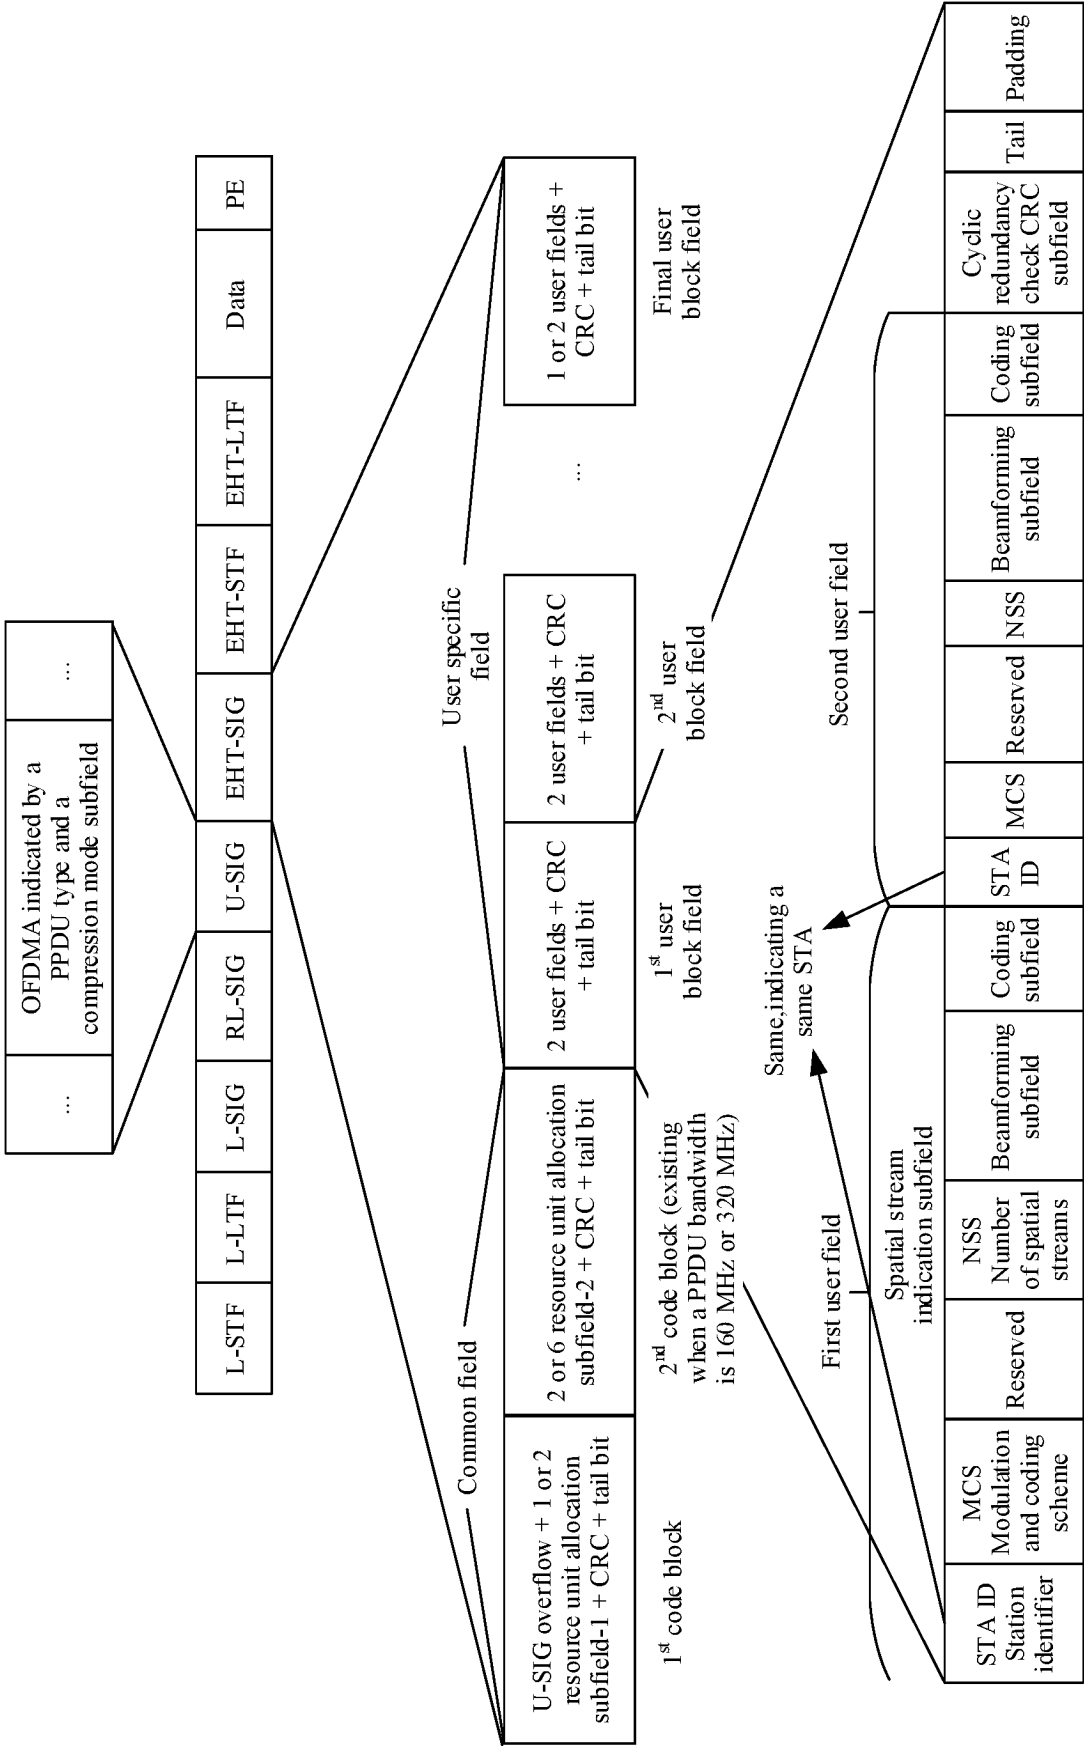 ...
OFDMA indicated by a
PPDU type and a
compression mode subfield
...
L-STF
L-LTF
L-SIG
RL-SIG
U-SIG
EHT-SIG
EHT-STF
EHT-LTF
Data
PE
Common field
User specific
field
U-SIG overflow + 1 or 2
resource unit allocation
subfield-1 + CRC + tail bit
2 or 6 resource unit allocation
subfield-2 + CRC + tail bit
2 user fields + CRC
+ tail bit
2 user fields + CRC
+ tail bit
...
1 or 2 user fields +
CRC + tail bit
1st code block
2nd code block (existing
when a PPDU bandwidth
is 160 MHz or 320 MHz)
1st user
block field
2nd user
block field
Final user
block field
Same,indicating a
same STA
First user field
Second user field
Spatial stream
indication subfield
STA ID
Station
identifier
MCS
Modulation
and coding
scheme
Reserved
NSS
Number
of spatial
streams
Beamforming
subfield
Coding
subfield
STA
ID
MCS
Reserved
NSS
Beamforming
subfield
Coding
subfield
Cyclic
redundancy
check CRC
subfield
Tail
Padding